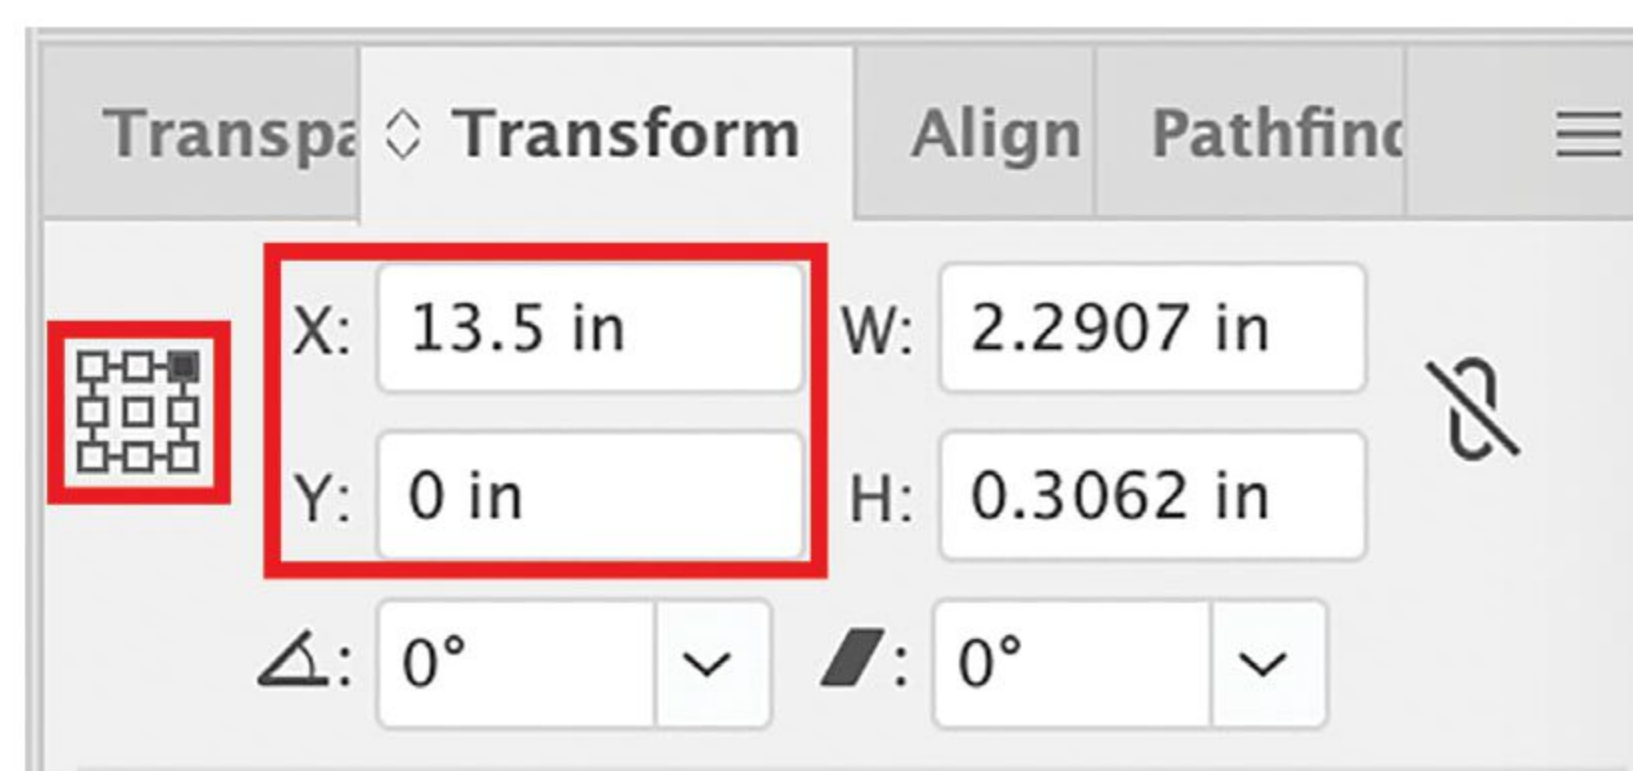 Transpa Transform Align Pathfinc
X: 13.5 in W: 2.2907 in
Y: 0 in H: 0.3062 in
: 0° : 0°